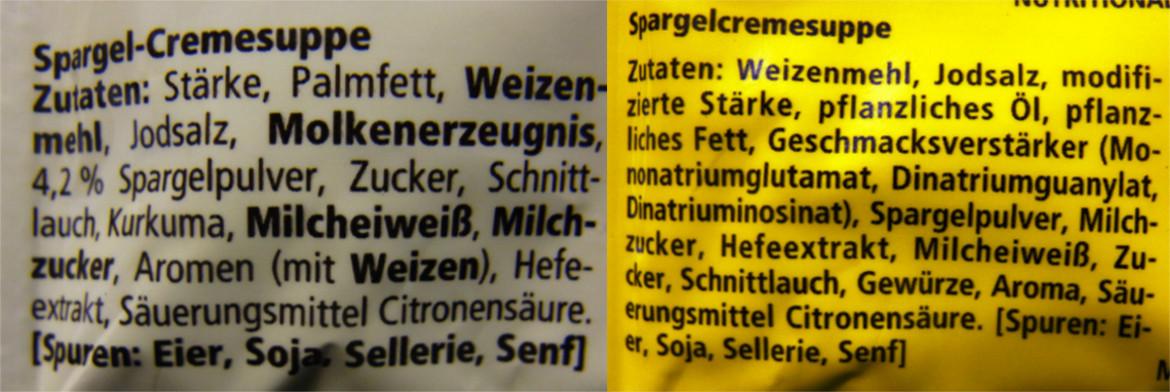 Spargel-Cremesuppe
Zutaten: Stärke, Palmfett, Weizen-
mehl, Jodsalz, Molkenerzeugnis,
4,2 % Spargelpulver, Zucker, Schnitt-
lauch, Kurkuma, Milcheiweiß, Milch-
zucker, Aromen (mit Weizen), Hefe-
extrakt, Säuerungsmittel Citronensäure.
[Spuren: Eier, Soja, Sellerie, Senf]
NUTRITIONAL
Spargelcremesuppe
Zutaten: Weizenmehl, Jodsalz, modifi-
zierte Stärke, pflanzliches Öl, pflanz-
liches Fett, Geschmacksverstärker (Mo-
nonatriumglutamat, Dinatriumguanylat,
Dinatriuminosinat), Spargelpulver, Milch-
zucker, Hefeextrakt, Milcheiweiß, Zu-
cker, Schnittlauch, Gewürze, Aroma, Säu-
erungsmittel Citronensäure. [Spuren: Ei-
er, Soja, Sellerie, Senf]